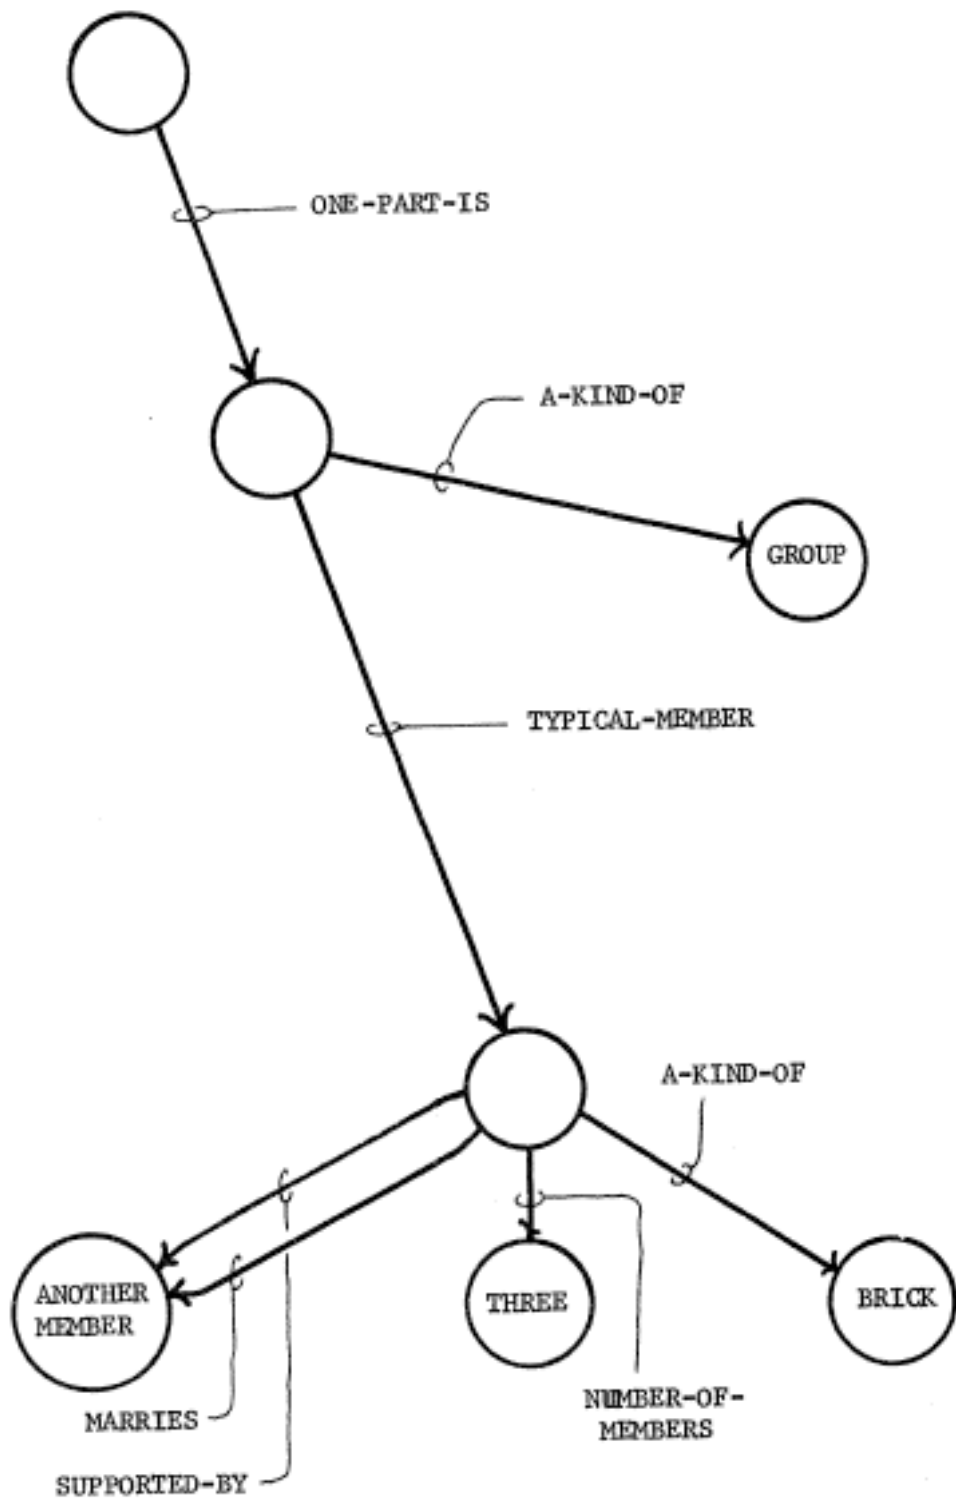 ONE-PART-IS
A-KIND-OF
GROUP
TYPICAL-MEMBER
A-KIND-OF
ANOTHER
MEMBER
THREE
BRICK
MARRIES
NUMBER-OF-
MEMBERS
SUPPORTED-BY